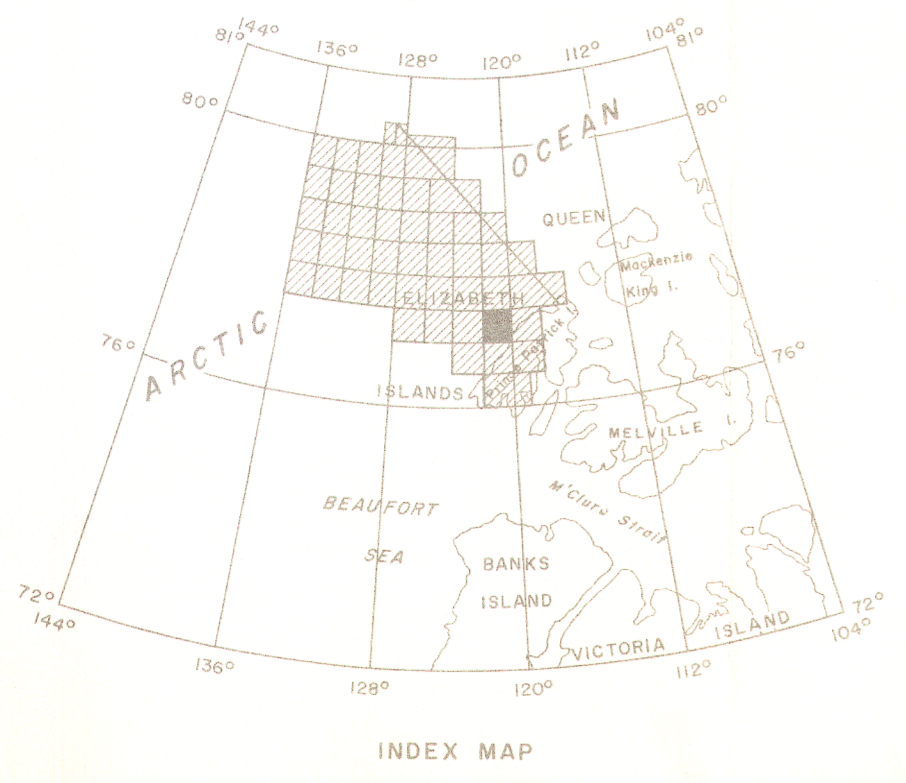 144° 136° 128° 120° 112° 104°
81° 81°
80° 80°
OCEAN
QUEEN
Mackenzie
King I.
ELIZABETH
Prince Patrick I.
ARCTIC
76° 76°
ISLANDS
MELVILLE I.
M'Clure Strait
BEAUFORT
SEA
BANKS
ISLAND
VICTORIA ISLAND
72° 72°
144° 136° 128° 120° 112° 104°
INDEX MAP